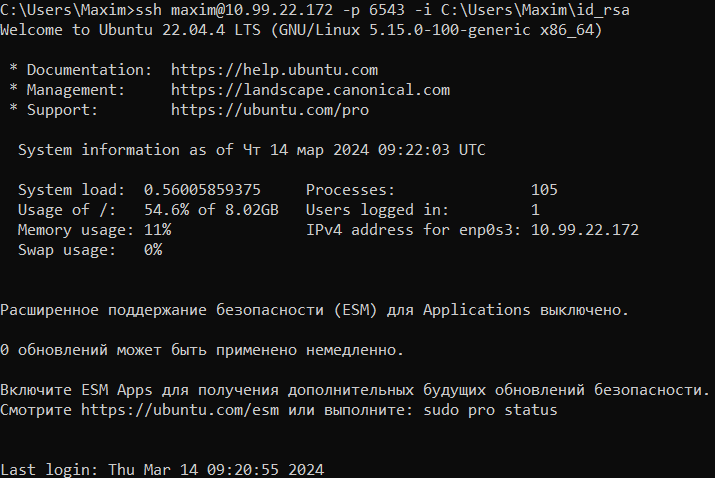 C:\Users\Maxim>ssh maxim@10.99.22.172 -p 6543 -i C:\Users\Maxim\id_rsa
Welcome to Ubuntu 22.04.4 LTS (GNU/Linux 5.15.0-100-generic x86_64)
* Documentation:  https://help.ubuntu.com
* Management:     https://landscape.canonical.com
* Support:        https://ubuntu.com/pro
System information as of Чт 14 мар 2024 09:22:03 UTC
System load:  0.56005859375     Processes:               105
Usage of /:   54.6% of 8.02GB   Users logged in:         1
Memory usage: 11%               IPv4 address for enp0s3: 10.99.22.172
Swap usage:   0%
Расширенное поддержание безопасности (ESM) для Applications выключено.
0 обновлений может быть применено немедленно.
Включите ESM Apps для получения дополнительных будущих обновлений безопасности.
Смотрите https://ubuntu.com/esm или выполните: sudo pro status
Last login: Thu Mar 14 09:20:55 2024